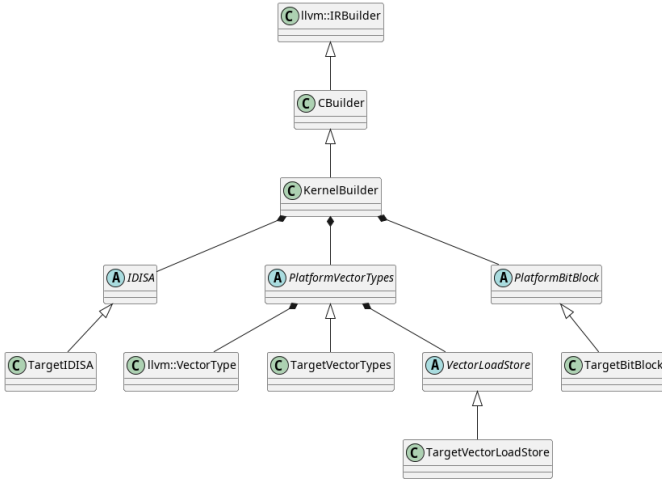 C llvm::IRBuilder
C CBuilder
C KernelBuilder
A IDISA
A PlatformVectorTypes
A PlatformBitBlock
C TargetIDISA
C llvm::VectorType
C TargetVectorTypes
A VectorLoadStore
C TargetBitBlock
C TargetVectorLoadStore